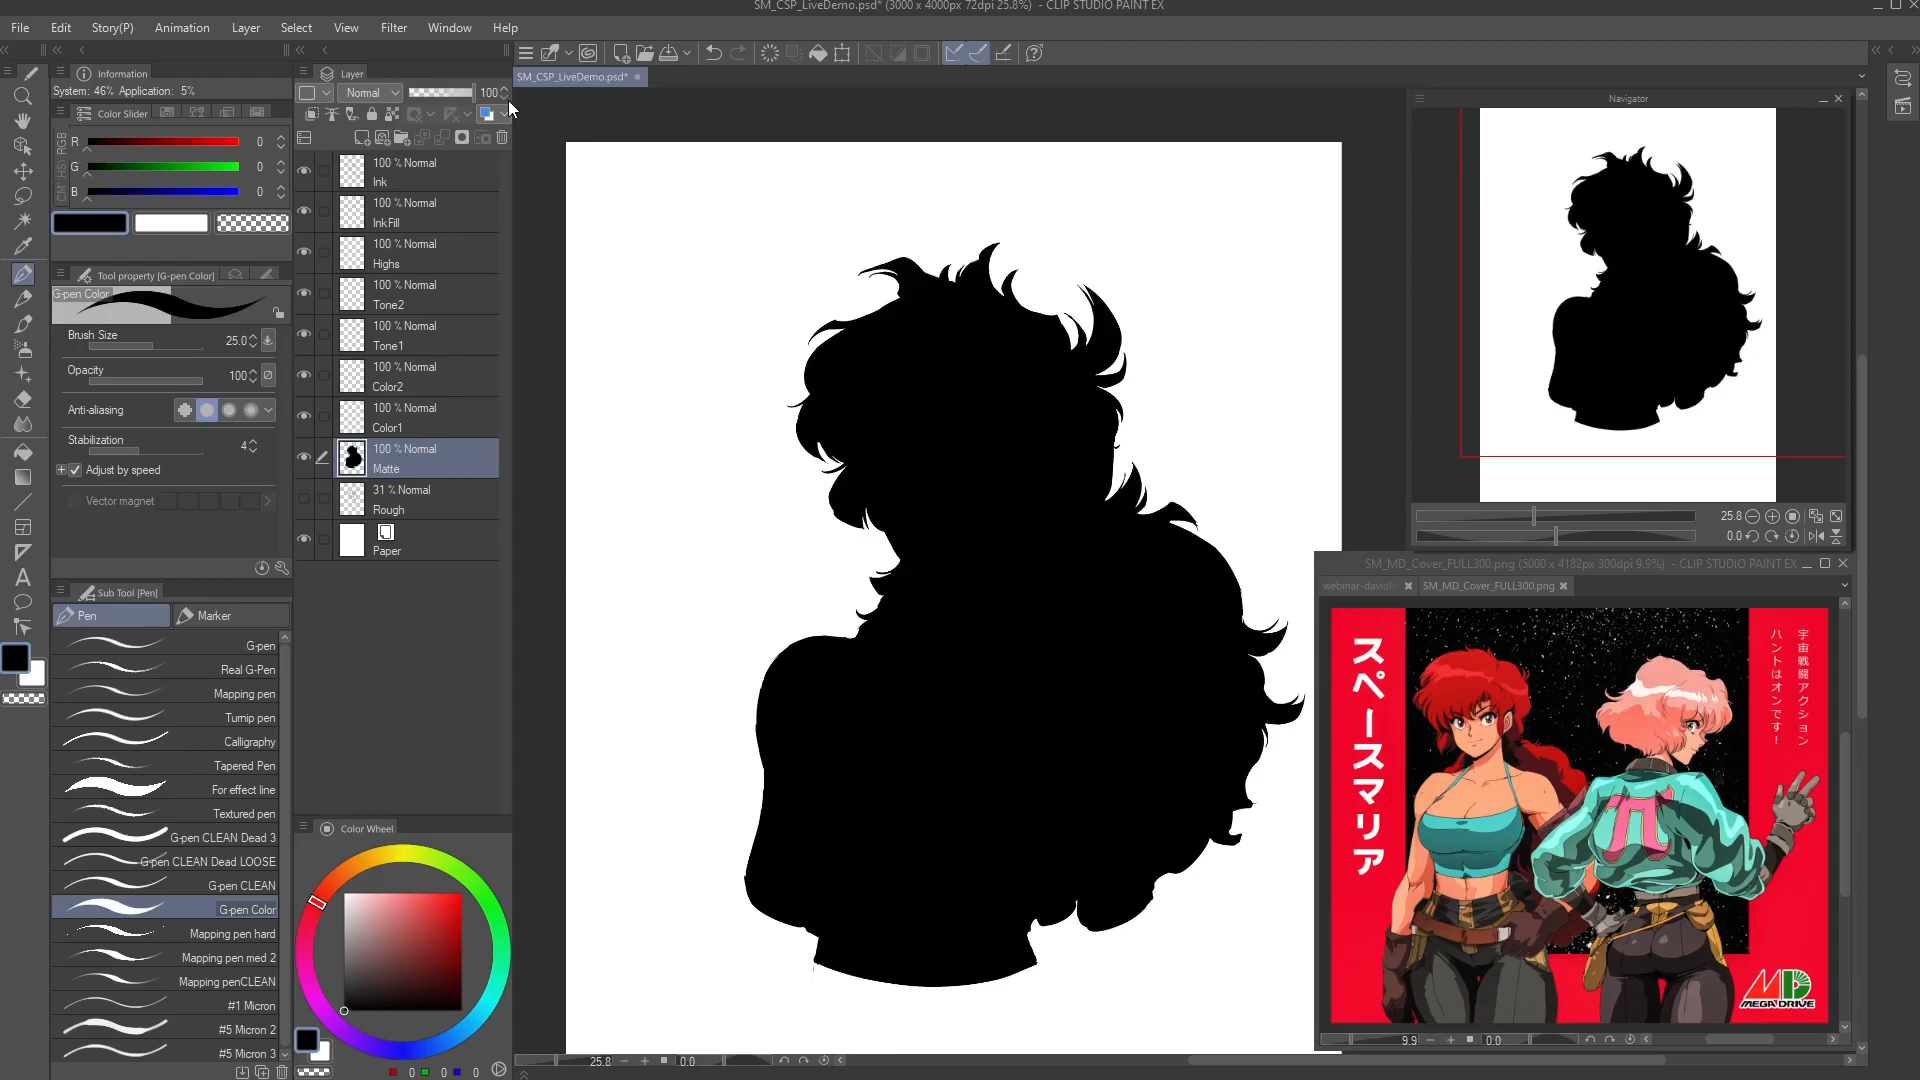 SM_CSP_LiveDemo.psd* (3000 x 4000px 72dpi 25.8%) - CLIP STUDIO PAINT EX
File Edit Story(P) Animation Layer Select View Filter Window Help
Information
System: 46% Application: 5%
Color Slider
RGB
R 0
G 0
B 0
Tool property [G-pen Color]
G-pen Color
Brush Size 25.0
Opacity 100
Anti-aliasing
Stabilization 4
Adjust by speed
Vector magnet
Sub Tool [Pen]
Pen Marker
G-pen
Real G-Pen
Mapping pen
Turnip pen
Calligraphy
Tapered Pen
For effect line
Textured pen
G-pen CLEAN Dead 3
G-pen CLEAN Dead LOOSE
G-pen CLEAN
G-pen Color
Mapping pen hard
Mapping pen med 2
Mapping penCLEAN
#1 Micron
#5 Micron 2
#5 Micron 3
Layer
Normal 100
100 % Normal
Ink
100 % Normal
InkFill
100 % Normal
Highs
100 % Normal
Tone2
100 % Normal
Tone1
100 % Normal
Color2
100 % Normal
Color1
100 % Normal
Matte
31 % Normal
Rough
Paper
Color Wheel
0 0 0
SM_CSP_LiveDemo.psd*
25.8 0.0
Navigator
25.8
0.0
SM_MD_Cover_FULL300.png (5000 x 4182px 300dpi 9.9%) - CLIP STUDIO PAINT EX
SM_MD_Cover_FULL300.png
スペースマリア
宇宙戦闘アクション
ハントはオンです!
π
MD
MEGA DRIVE
9.9 0.0